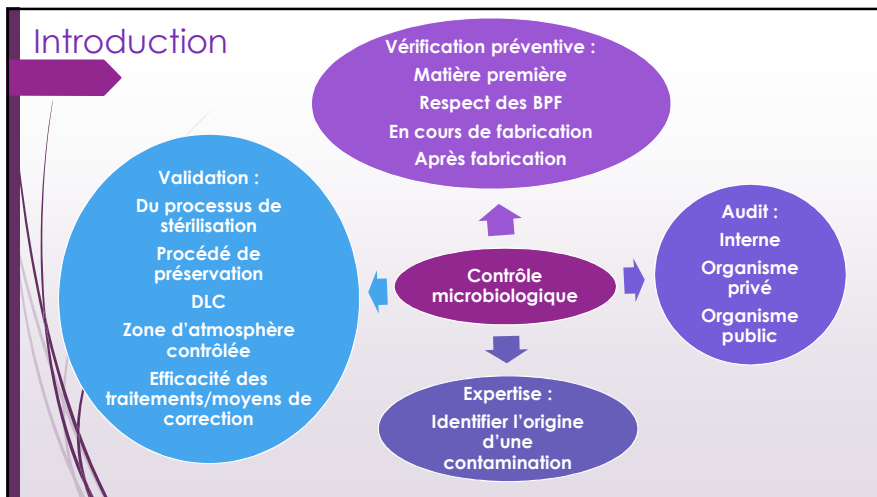 Introduction
Vérification préventive :
Matière première
Respect des BPF
En cours de fabrication
Après fabrication
Validation :
Du processus de
stérilisation
Procédé de
préservation
DLC
Zone d'atmosphère
contrôlée
Efficacité des
traitements/moyens de
correction
Contrôle
microbiologique
Audit :
Interne
Organisme
privé
Organisme
public
Expertise :
Identifier l'origine
d'une
contamination